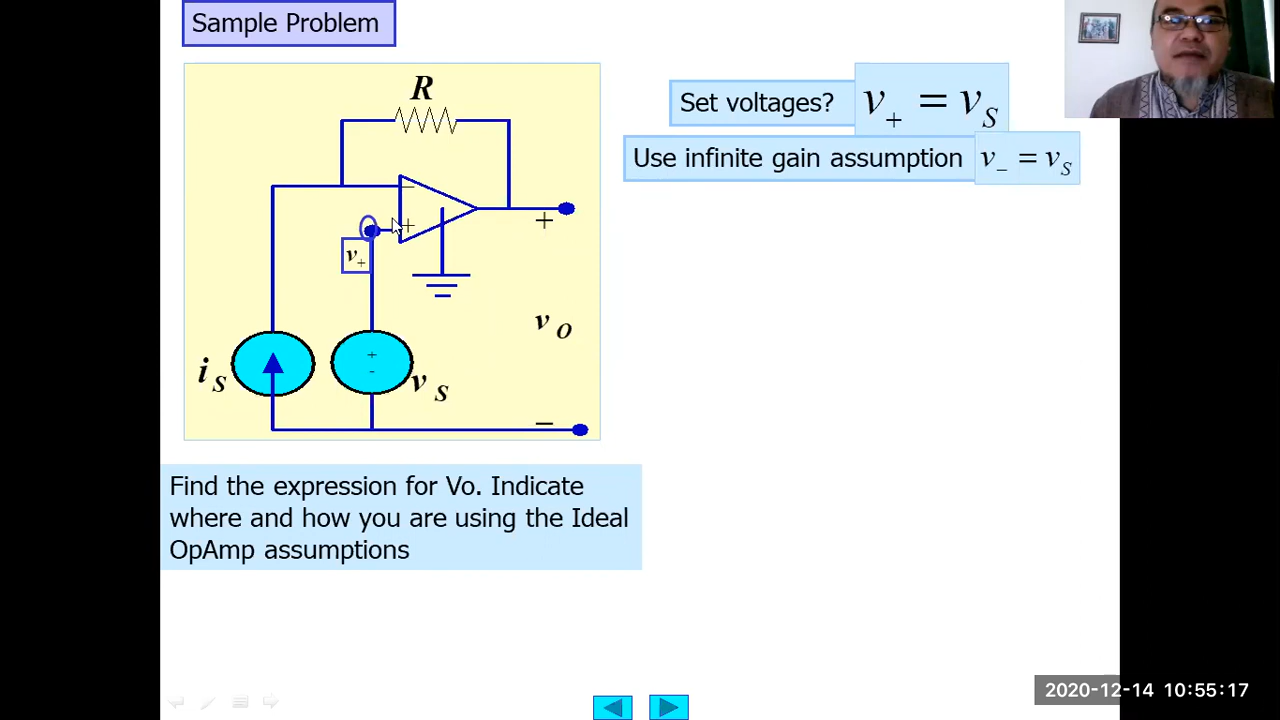 Sample Problem
R
−
+
v+
+
vO
+
-
iS
vS
−
Set voltages? v+ = vS
Use infinite gain assumption v− = vS
Find the expression for Vo. Indicate
where and how you are using the Ideal
OpAmp assumptions
2020-12-14 10:55:17